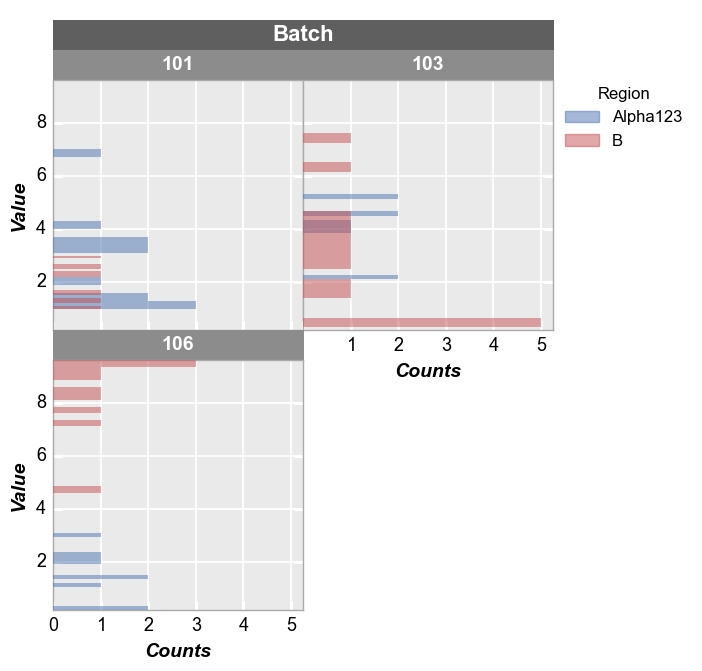 Batch
101
103
Region
Alpha123
B
Value
8
6
4
2
1 2 3 4 5
Counts
106
Value
8
6
4
2
0 1 2 3 4 5
Counts